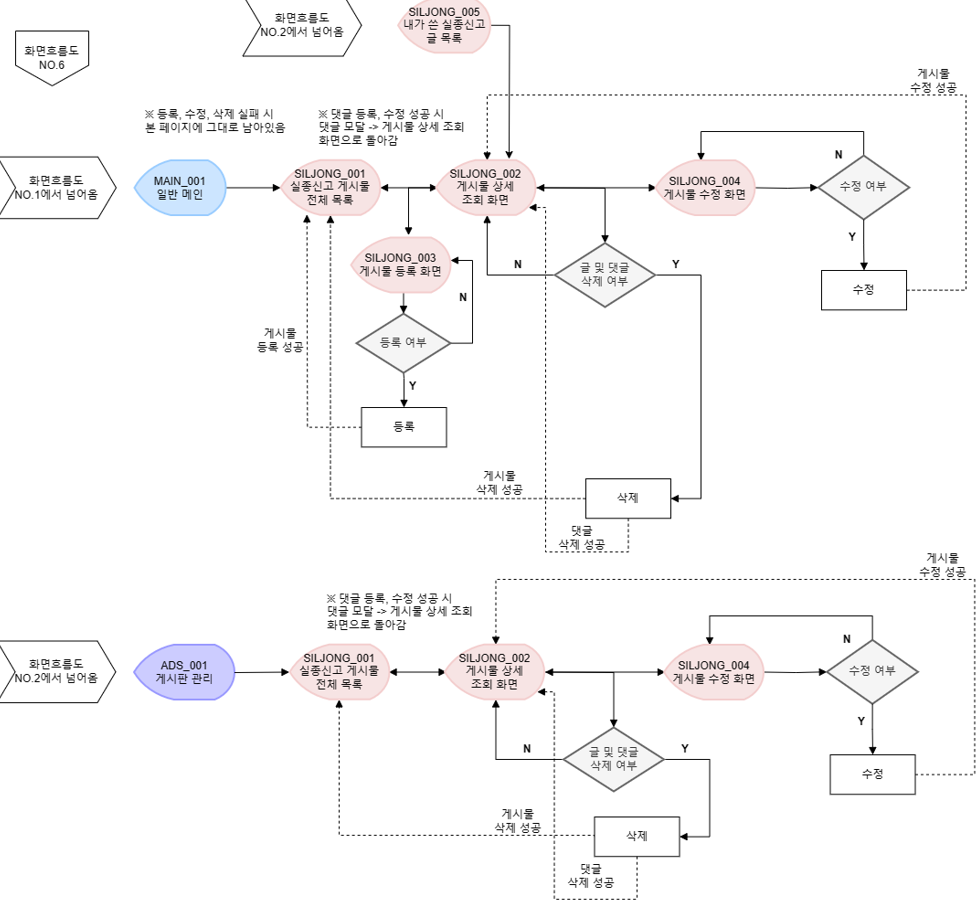 화면흐름도
NO.2에서 넘어옴
SILJONG_005
내가 쓴 실종신고
글 목록
화면흐름도
NO.6
게시물
수정 성공
※ 등록, 수정, 삭제 실패 시
본 페이지에 그대로 남아있음
※ 댓글 등록, 수정 성공 시
댓글 모달 -> 게시물 상세 조회
화면으로 돌아감
화면흐름도
NO.1에서 넘어옴
MAIN_001
일반 메인
SILJONG_001
실종신고 게시물
전체 목록
SILJONG_002
게시물 상세
조회 화면
SILJONG_004
게시물 수정 화면
N
수정 여부
Y
수정
SILJONG_003
게시물 등록 화면
N
글 및 댓글
삭제 여부
N
Y
등록 여부
Y
게시물
등록 성공
등록
게시물
삭제 성공
삭제
댓글
삭제 성공
게시물
수정 성공
※ 댓글 등록, 수정 성공 시
댓글 모달 -> 게시물 상세 조회
화면으로 돌아감
화면흐름도
NO.2에서 넘어옴
ADS_001
게시판 관리
SILJONG_001
실종신고 게시물
전체 목록
SILJONG_002
게시물 상세
조회 화면
SILJONG_004
게시물 수정 화면
N
수정 여부
Y
수정
N
글 및 댓글
삭제 여부
Y
게시물
삭제 성공
삭제
댓글
삭제 성공